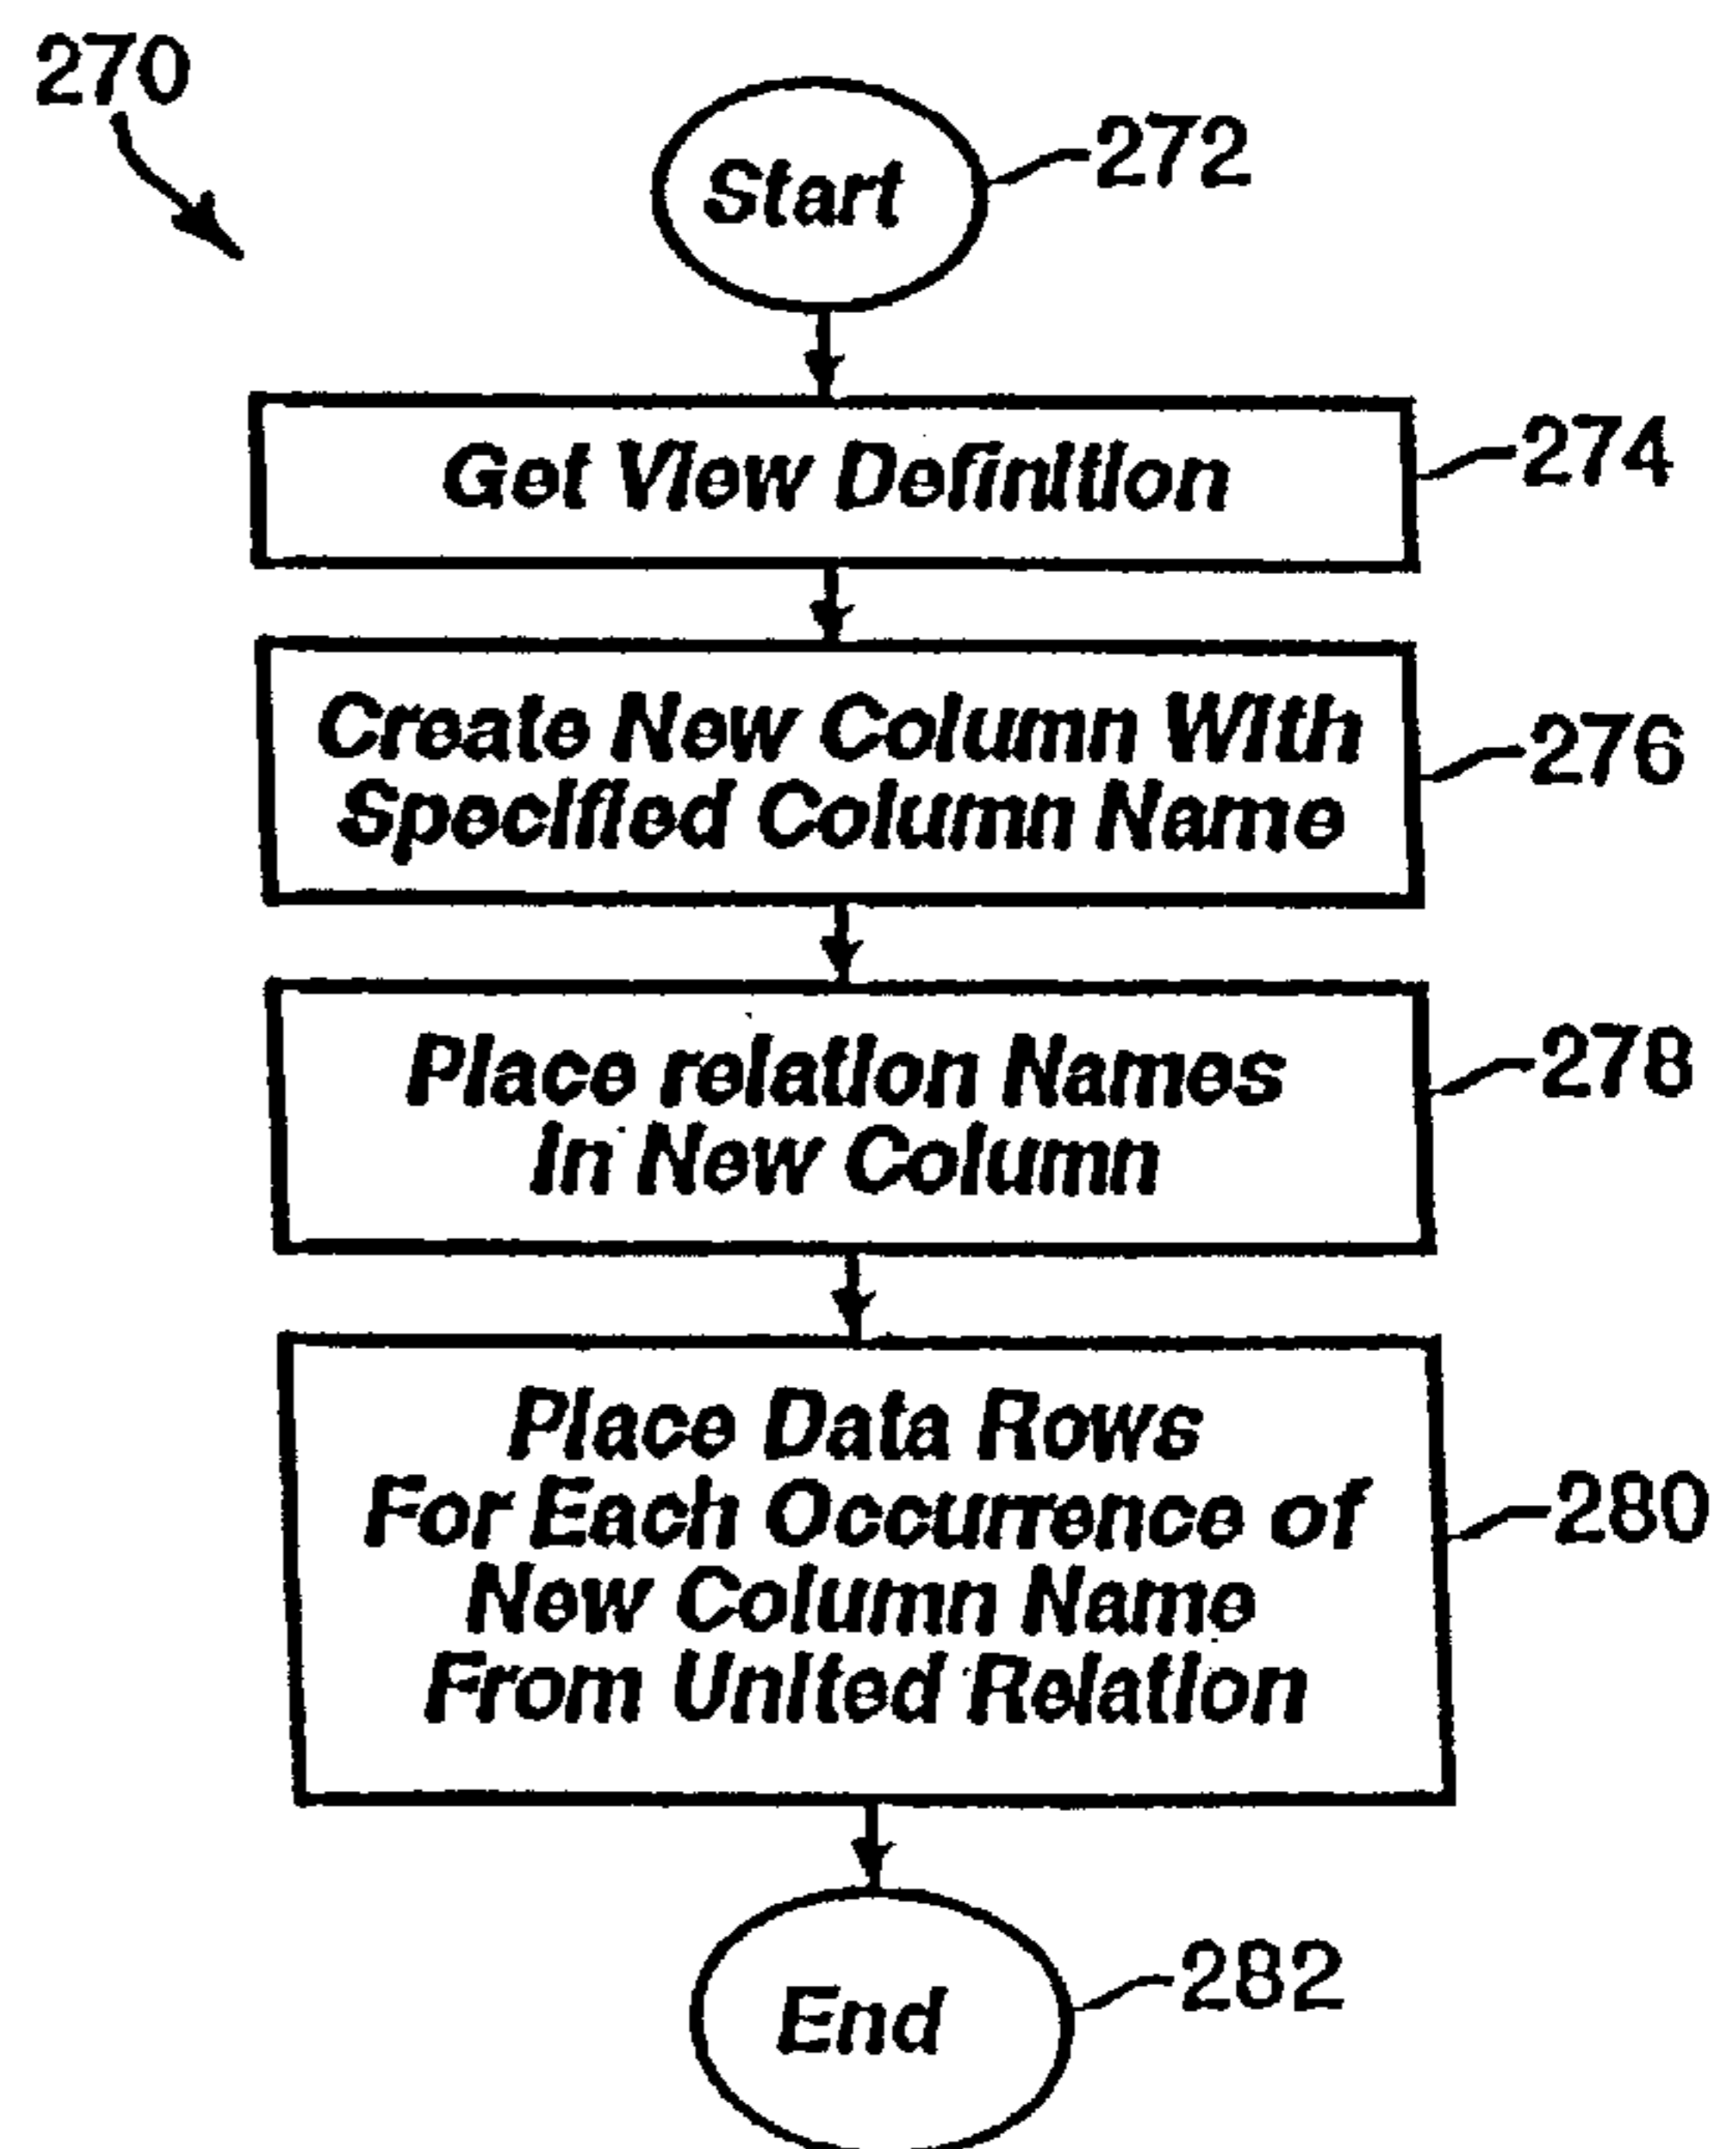 270
Start
272
Get View Definition
274
Create New Column With
Specified Column Name
276
Place relation Names
In New Column
278
Place Data Rows
For Each Occurrence of
New Column Name
From United Relation
280
End
282